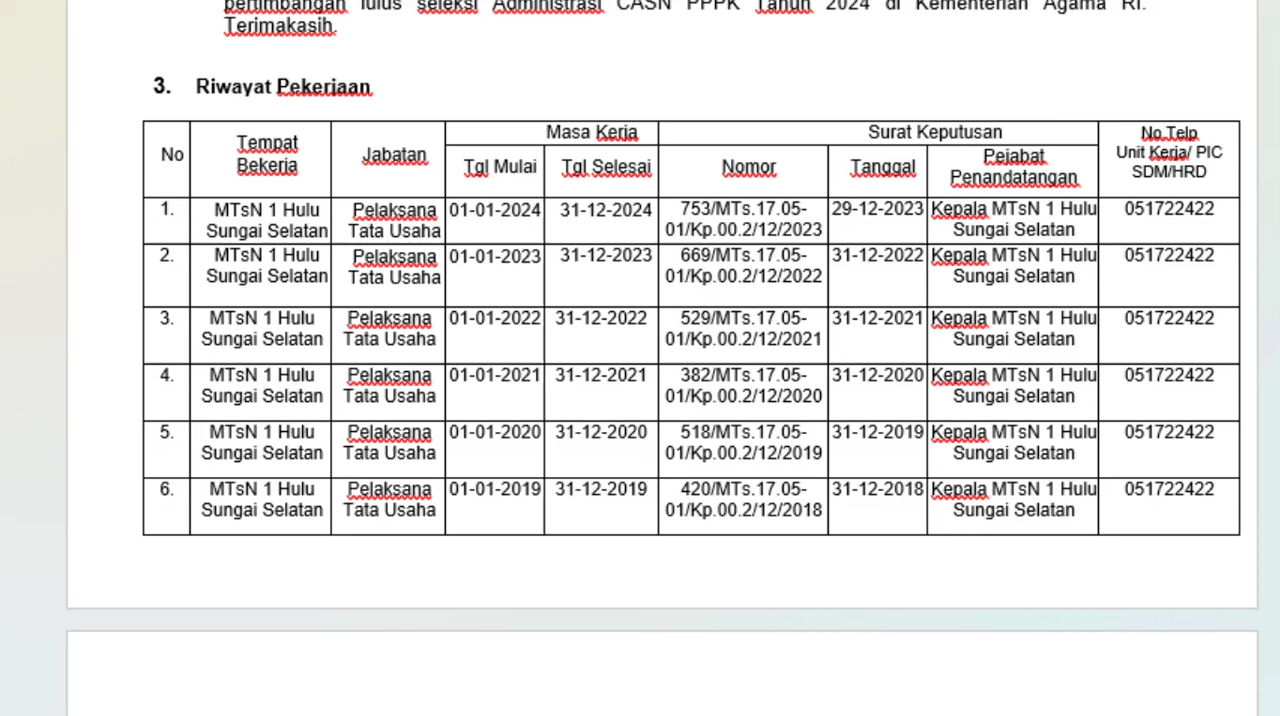 pertimbangan lulus seleksi Administrasi CASN PPPK Tahun 2024 di Kementerian Agama RI.
Terimakasih.
3. Riwayat Pekerjaan
No Tempat Bekerja Jabatan Masa Kerja Surat Keputusan No.Telp Unit Kerja/ PIC SDM/HRD
Tgl Mulai Tgl Selesai Nomor Tanggal Pejabat Penandatangan
1. MTsN 1 Hulu Pelaksana 01-01-2024 31-12-2024 753/MTs.17.05- 29-12-2023 Kepala MTsN 1 Hulu 051722422
Sungai Selatan Tata Usaha 01/Kp.00.2/12/2023 Sungai Selatan
2. MTsN 1 Hulu Pelaksana 01-01-2023 31-12-2023 669/MTs.17.05- 31-12-2022 Kepala MTsN 1 Hulu 051722422
Sungai Selatan Tata Usaha 01/Kp.00.2/12/2022 Sungai Selatan
3. MTsN 1 Hulu Pelaksana 01-01-2022 31-12-2022 529/MTs.17.05- 31-12-2021 Kepala MTsN 1 Hulu 051722422
Sungai Selatan Tata Usaha 01/Kp.00.2/12/2021 Sungai Selatan
4. MTsN 1 Hulu Pelaksana 01-01-2021 31-12-2021 382/MTs.17.05- 31-12-2020 Kepala MTsN 1 Hulu 051722422
Sungai Selatan Tata Usaha 01/Kp.00.2/12/2020 Sungai Selatan
5. MTsN 1 Hulu Pelaksana 01-01-2020 31-12-2020 518/MTs.17.05- 31-12-2019 Kepala MTsN 1 Hulu 051722422
Sungai Selatan Tata Usaha 01/Kp.00.2/12/2019 Sungai Selatan
6. MTsN 1 Hulu Pelaksana 01-01-2019 31-12-2019 420/MTs.17.05- 31-12-2018 Kepala MTsN 1 Hulu 051722422
Sungai Selatan Tata Usaha 01/Kp.00.2/12/2018 Sungai Selatan